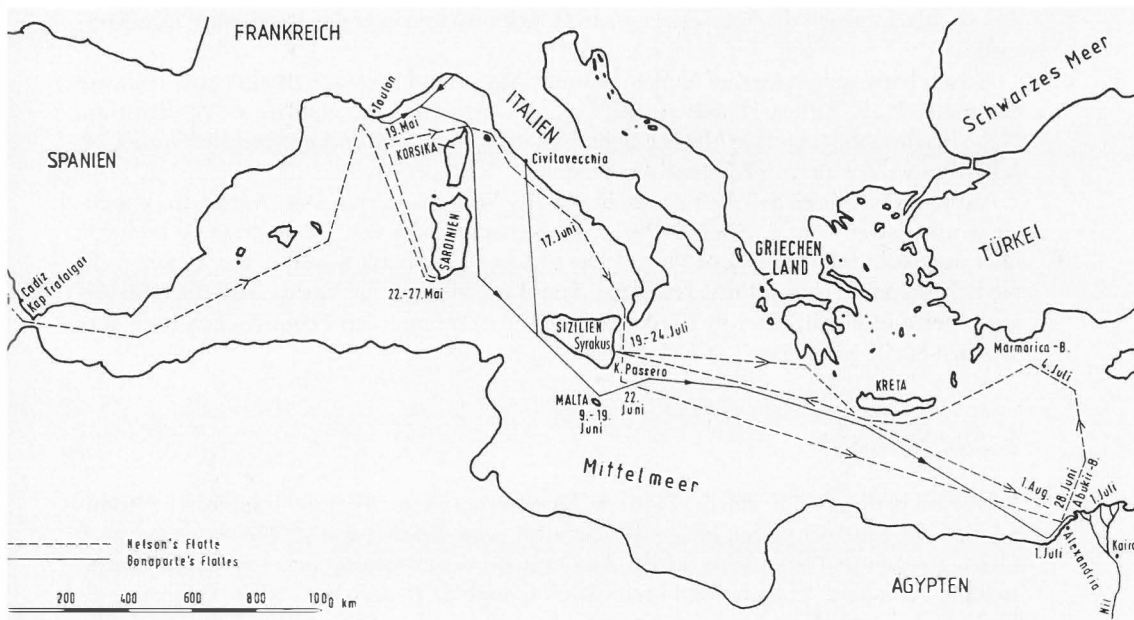 FRANKREICH
SPANIEN
ITALIEN
Schwarzes Meer
Toulon
19.Mai
KORSIKA
Civitavecchia
SARDINIEN
17.Juni
22.-27.Mai
Cadiz
Kap Trafalgar
GRIECHEN
LAND
TÜRKEI
SIZILIEN
Syrakus
19.-24.Juli
K.Passero
MALTA
9.-19.
Juni
22.
Juni
KRETA
Marmarica-B.
4.Juli
Mittelmeer
1.Aug.
28.Juni
Abukir-B.
1.Juli
1.Juli
Alexandria
Kairo
Nil
ÄGYPTEN
Nelson's Flotte
Bonaparte's Flottes
200 400 600 800 1000 km